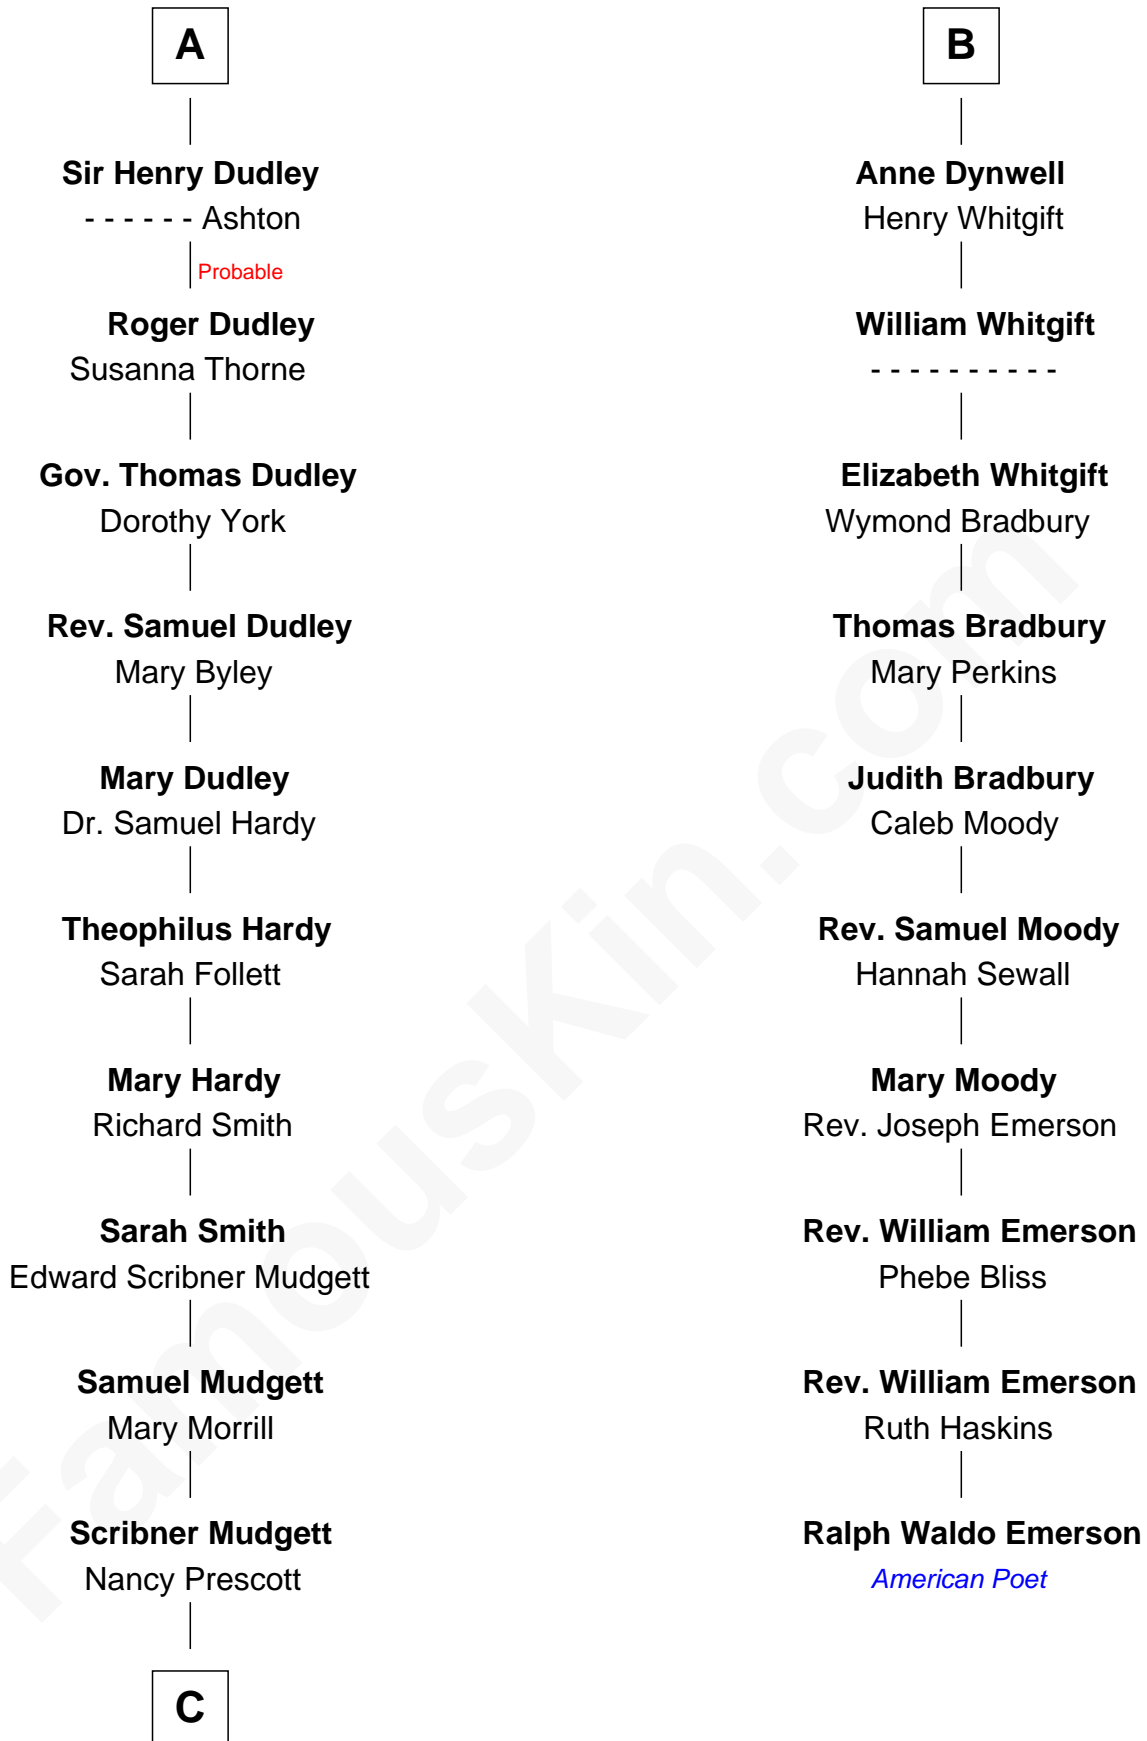 A
Sir Henry Dudley
- - - - - - Ashton
Probable
Roger Dudley
Susanna Thorne
Gov. Thomas Dudley
Dorothy York
Rev. Samuel Dudley
Mary Byley
Mary Dudley
Dr. Samuel Hardy
Theophilus Hardy
Sarah Follett
Mary Hardy
Richard Smith
Sarah Smith
Edward Scribner Mudgett
Samuel Mudgett
Mary Morrill
Scribner Mudgett
Nancy Prescott
C
B
Anne Dynwell
Henry Whitgift
William Whitgift
- - - - - - - - - -
Elizabeth Whitgift
Wymond Bradbury
Thomas Bradbury
Mary Perkins
Judith Bradbury
Caleb Moody
Rev. Samuel Moody
Hannah Sewall
Mary Moody
Rev. Joseph Emerson
Rev. William Emerson
Phebe Bliss
Rev. William Emerson
Ruth Haskins
Ralph Waldo Emerson
American Poet
FamousKin.com